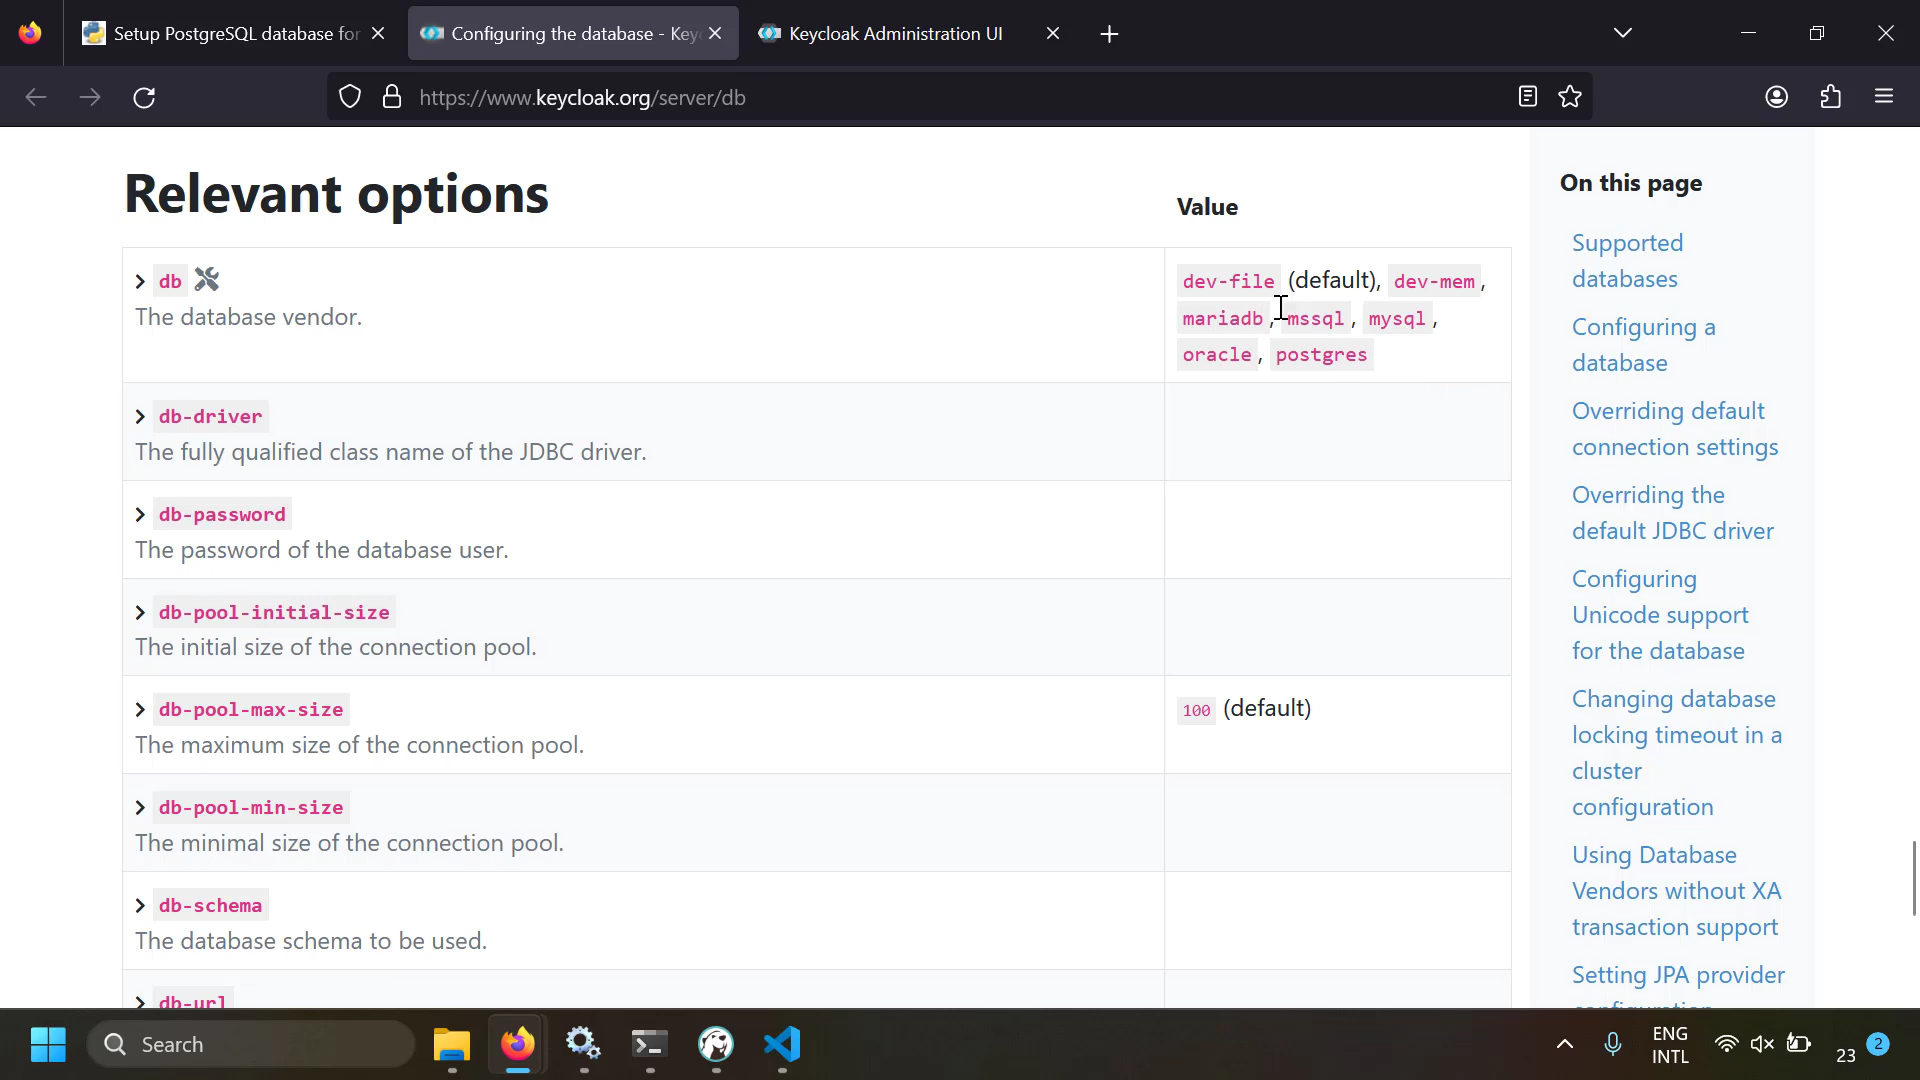 Setup PostgreSQL database for
Configuring the database - Key
Keycloak Administration UI
https://www.keycloak.org/server/db
Relevant options
Value
db
The database vendor.
dev-file (default), dev-mem,
mariadb, mssql, mysql,
oracle, postgres
db-driver
The fully qualified class name of the JDBC driver.
db-password
The password of the database user.
db-pool-initial-size
The initial size of the connection pool.
db-pool-max-size
The maximum size of the connection pool.
100 (default)
db-pool-min-size
The minimal size of the connection pool.
db-schema
The database schema to be used.
db-url
On this page
Supported
databases
Configuring a
database
Overriding default
connection settings
Overriding the
default JDBC driver
Configuring
Unicode support
for the database
Changing database
locking timeout in a
cluster
configuration
Using Database
Vendors without XA
transaction support
Setting JPA provider
configuration
Search
ENG
INTL
23
2